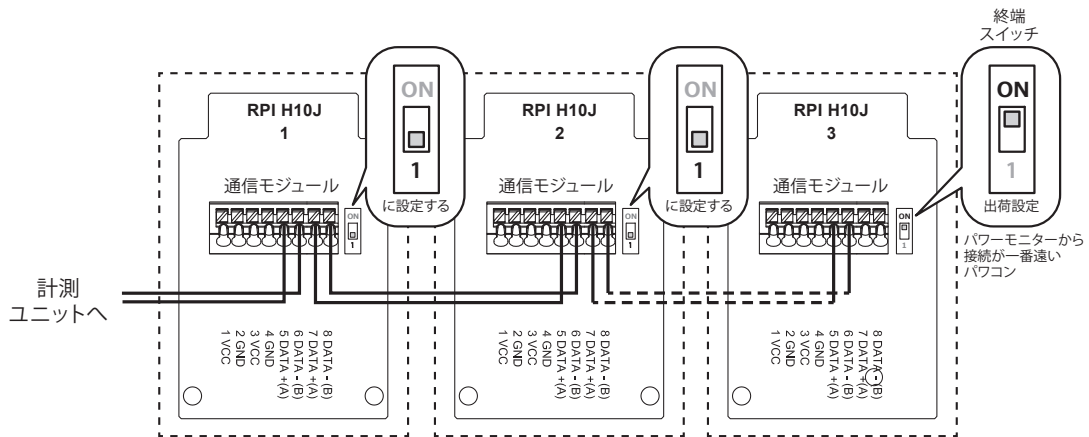 終端
スイッチ
ON
1
に設定する
ON
1
に設定する
ON
1
出荷設定
パワーモニターから
接続が一番遠い
パワコン
RPI H10J
1
通信モジュール
ON
1
1 VCC
2 GND
3 VCC
4 GND
5 DATA +(A)
6 DATA - (B)
7 DATA +(A)
8 DATA - (B)
RPI H10J
2
通信モジュール
ON
1
1 VCC
2 GND
3 VCC
4 GND
5 DATA +(A)
6 DATA - (B)
7 DATA +(A)
8 DATA - (B)
RPI H10J
3
通信モジュール
ON
1
1 VCC
2 GND
3 VCC
4 GND
5 DATA +(A)
6 DATA - (B)
7 DATA +(A)
8 DATA - (B)
計測
ユニットへ